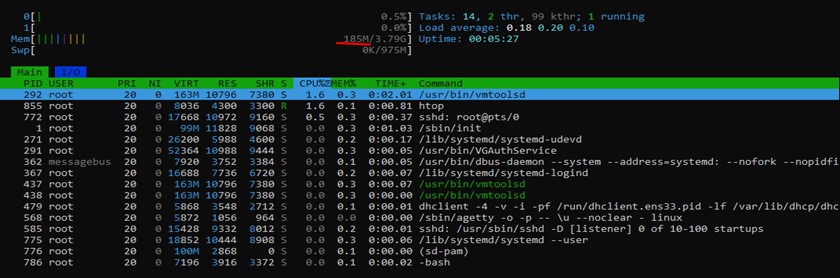 0[| 0.5%] Tasks: 14, 2 thr, 99 kthr; 1 running
1[ 0.0%] Load average: 0.18 0.20 0.10
Mem[|||||||||| 185M/3.79G] Uptime: 00:05:27
Swp[ 0K/975M]
Main I/O
PID USER PRI NI VIRT RES SHR S CPU% MEM% TIME+ Command
292 root 20 0 163M 10796 7380 S 1.6 0.3 0:02.01 /usr/bin/vmtoolsd
855 root 20 0 8036 4300 3300 R 1.6 0.1 0:00.81 htop
772 root 20 0 17668 10972 9160 S 0.5 0.3 0:00.37 sshd: root@pts/0
1 root 20 0 99M 11828 9068 S 0.0 0.3 0:01.03 /sbin/init
271 root 20 0 26200 5988 4600 S 0.0 0.2 0:00.17 /lib/systemd/systemd-udevd
291 root 20 0 52364 10988 9444 S 0.0 0.3 0:00.05 /usr/bin/VGAuthService
362 messagebus 20 0 7920 3752 3384 S 0.0 0.1 0:00.05 /usr/bin/dbus-daemon --system --address=systemd: --nofork --nopidfi
367 root 20 0 16688 7736 6720 S 0.0 0.2 0:00.07 /lib/systemd/systemd-logind
437 root 20 0 163M 10796 7380 S 0.0 0.3 0:00.07 /usr/bin/vmtoolsd
438 root 20 0 163M 10796 7380 S 0.0 0.3 0:00.00 /usr/bin/vmtoolsd
479 root 20 0 5868 3548 2712 S 0.0 0.1 0:00.01 dhclient -4 -v -i -pf /run/dhclient.ens33.pid -lf /var/lib/dhcp/dhc
568 root 20 0 5872 1056 964 S 0.0 0.0 0:00.00 /sbin/agetty -o -p -- \u --noclear - linux
585 root 20 0 15428 9332 8012 S 0.0 0.2 0:00.01 sshd: /usr/sbin/sshd -D [listener] 0 of 10-100 startups
775 root 20 0 18852 10444 8908 S 0.0 0.3 0:00.06 /lib/systemd/systemd --user
776 root 20 0 100M 2868 0 S 0.0 0.1 0:00.00 (sd-pam)
786 root 20 0 7196 3916 3372 S 0.0 0.1 0:00.02 -bash